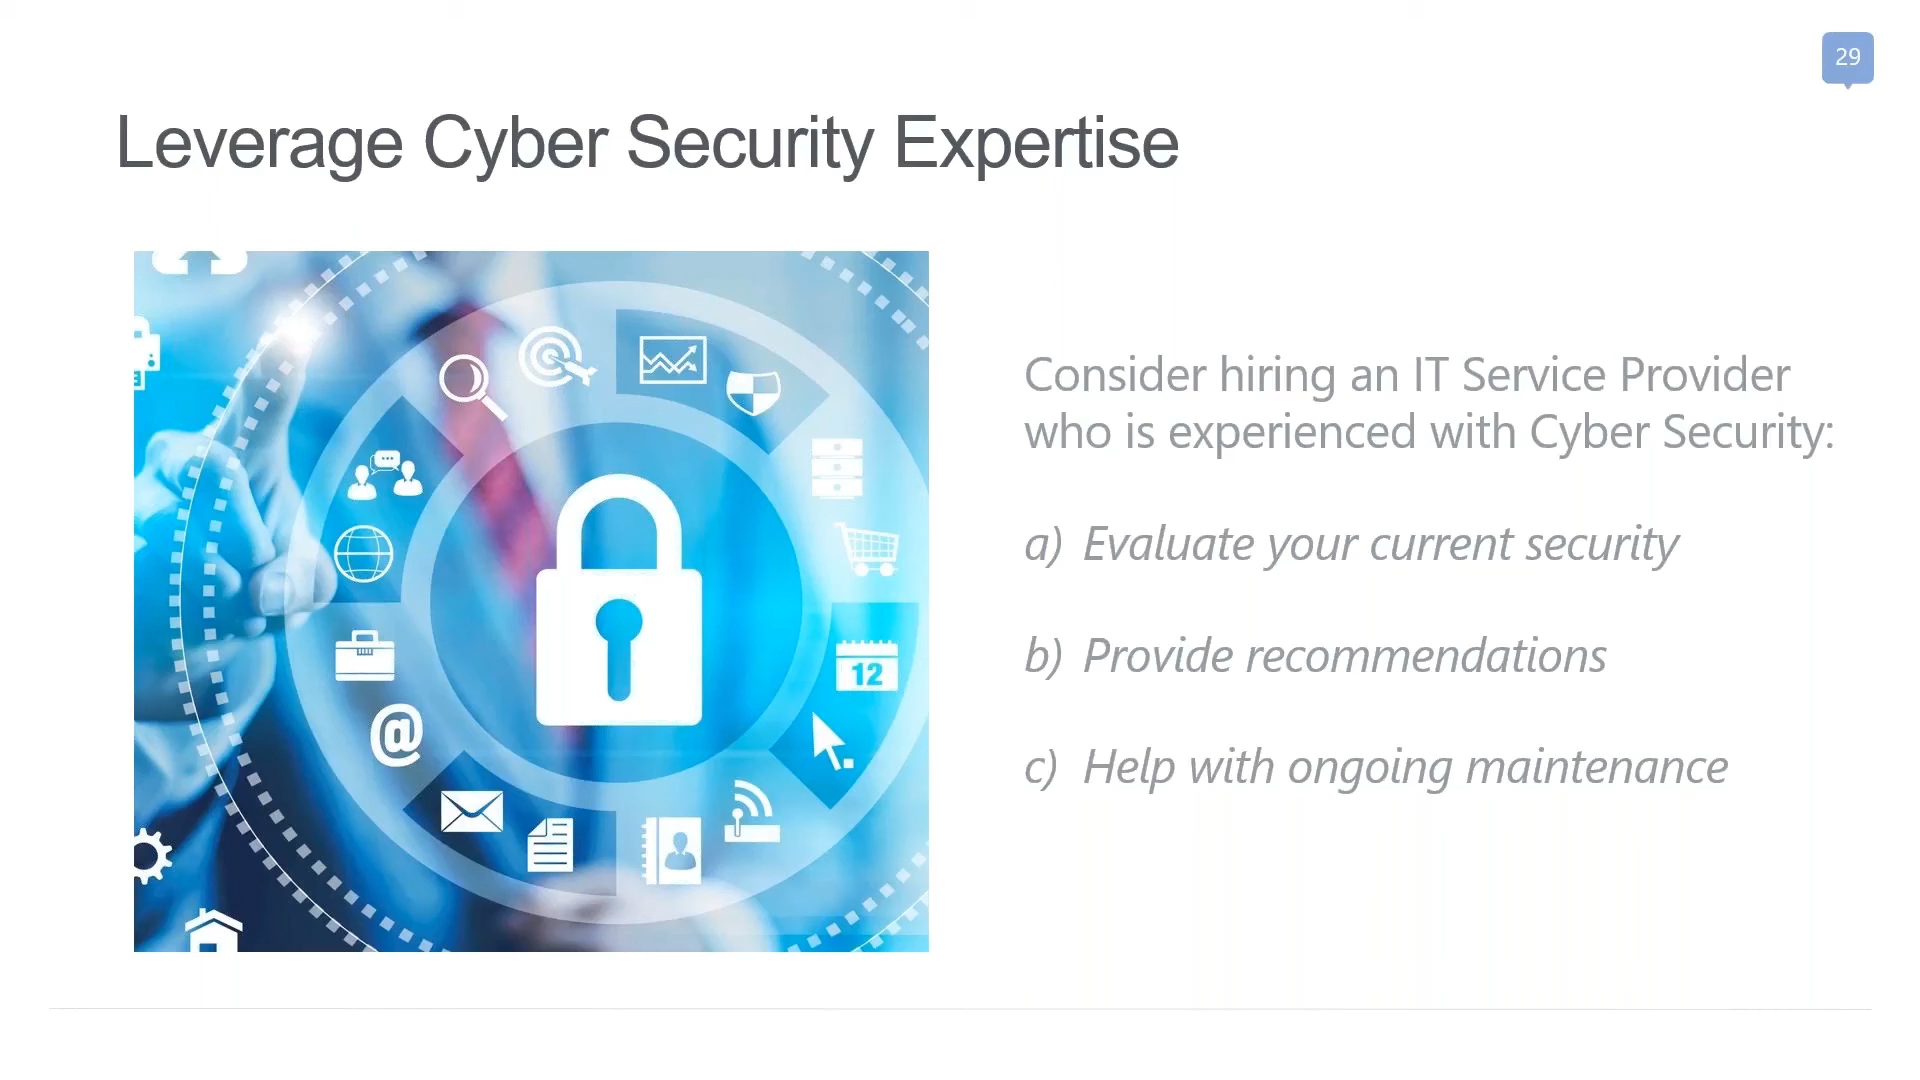 29
Leverage Cyber Security Expertise
Consider hiring an IT Service Provider
who is experienced with Cyber Security:
a) Evaluate your current security
b) Provide recommendations
c) Help with ongoing maintenance
12
@